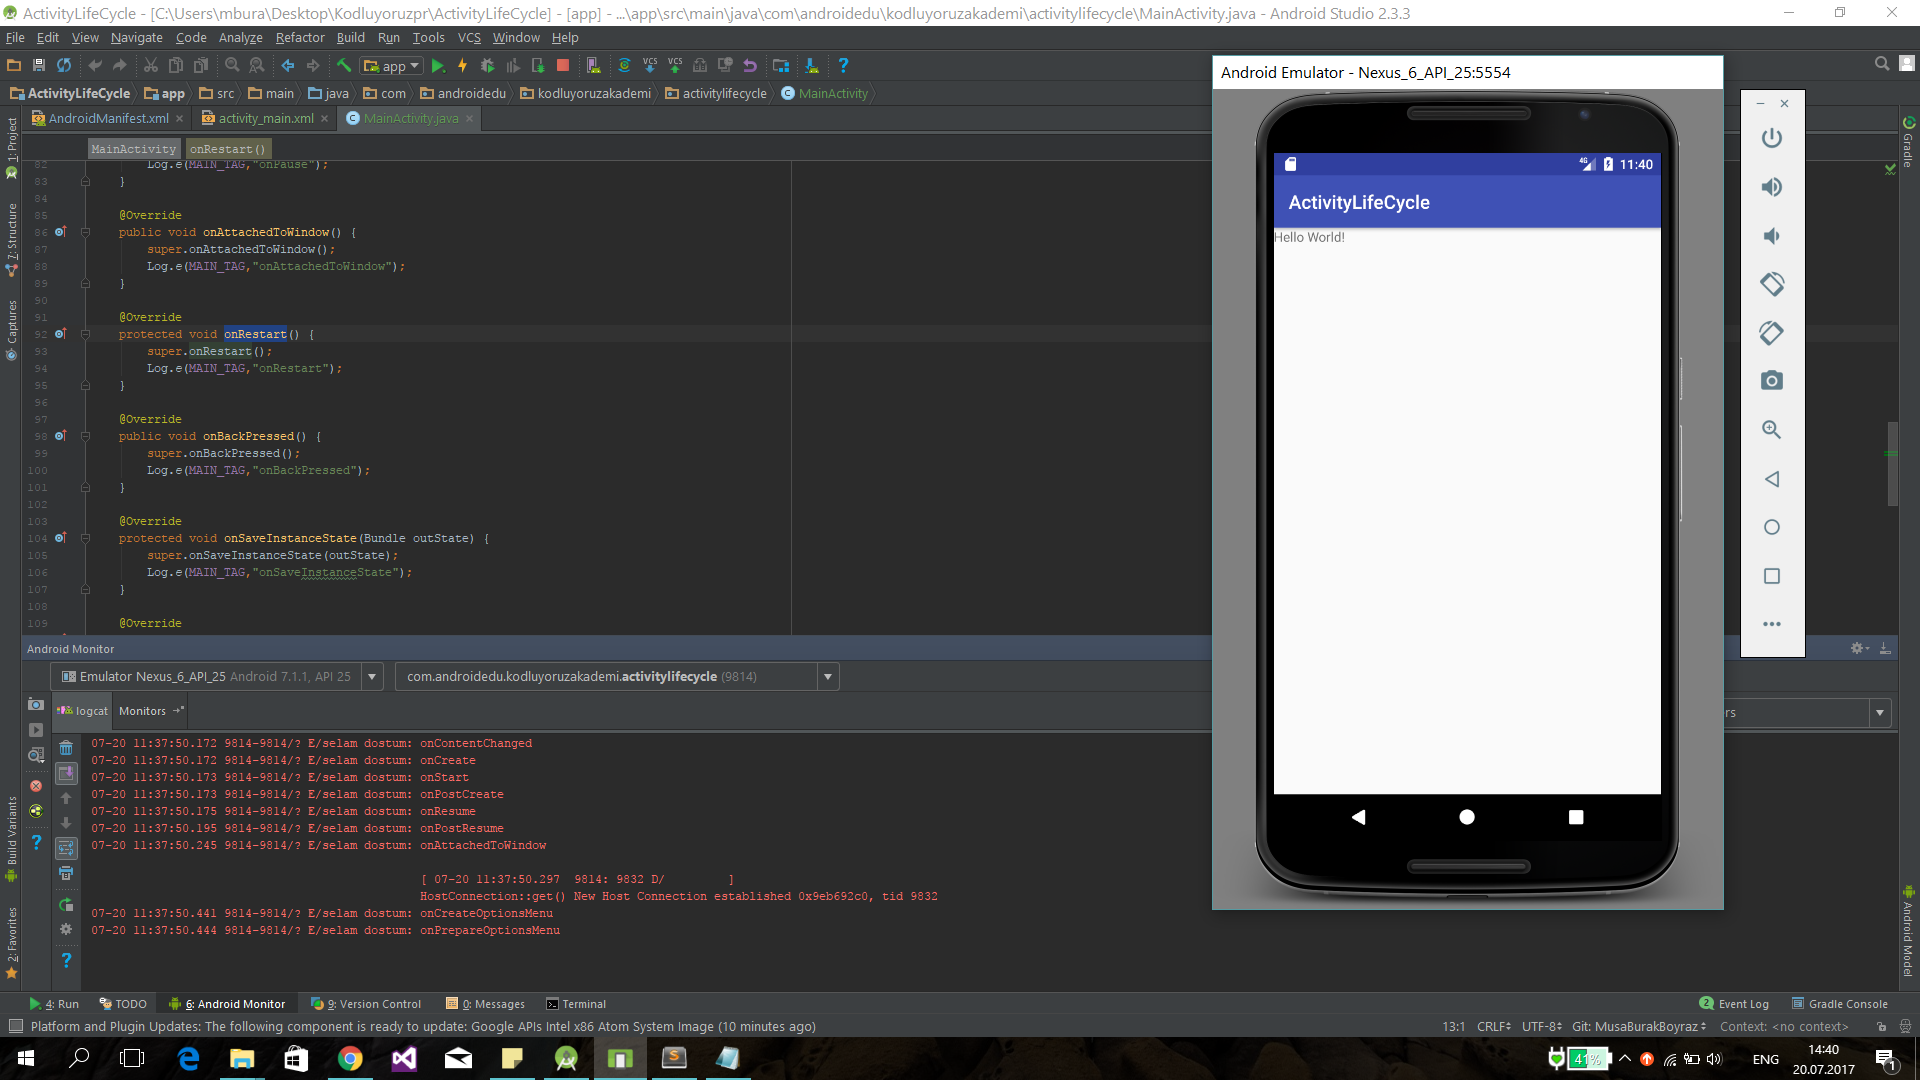 ActivityLifeCycle - [C:\Users\mbura\Desktop\Kodluyoruzpr\ActivityLifeCycle] - [app] - ...\app\src\main\java\com\androidedu\kodluyoruzakademi\activitylifecycle\MainActivity.java - Android Studio 2.3.3
File Edit View Navigate Code Analyze Refactor Build Run Tools VCS Window Help
app
VCS VCS
ActivityLifeCycle app src main java com androidedu kodluyoruzakademi activitylifecycle MainActivity
AndroidManifest.xml activity_main.xml MainActivity.java
MainActivity onRestart()
82 Log.e(MAIN_TAG,"onPause");
83 }
84
85 @Override
86 public void onAttachedToWindow() {
87 super.onAttachedToWindow();
88 Log.e(MAIN_TAG,"onAttachedToWindow");
89 }
90
91 @Override
92 protected void onRestart() {
93 super.onRestart();
94 Log.e(MAIN_TAG,"onRestart");
95 }
96
97 @Override
98 public void onBackPressed() {
99 super.onBackPressed();
100 Log.e(MAIN_TAG,"onBackPressed");
101 }
102
103 @Override
104 protected void onSaveInstanceState(Bundle outState) {
105 super.onSaveInstanceState(outState);
106 Log.e(MAIN_TAG,"onSaveInstanceState");
107 }
108
109 @Override
1: Project
7: Structure
Captures
Build Variants
2: Favorites
Gradle
Android Model
Android Emulator - Nexus_6_API_25:5554
4G 11:40
ActivityLifeCycle
Hello World!
Android Monitor
Emulator Nexus_6_API_25 Android 7.1.1, API 25 com.androidedu.kodluyoruzakademi.activitylifecycle (9814)
logcat Monitors rs
07-20 11:37:50.172 9814-9814/? E/selam dostum: onContentChanged
07-20 11:37:50.172 9814-9814/? E/selam dostum: onCreate
07-20 11:37:50.173 9814-9814/? E/selam dostum: onStart
07-20 11:37:50.173 9814-9814/? E/selam dostum: onPostCreate
07-20 11:37:50.175 9814-9814/? E/selam dostum: onResume
07-20 11:37:50.195 9814-9814/? E/selam dostum: onPostResume
07-20 11:37:50.245 9814-9814/? E/selam dostum: onAttachedToWindow
[ 07-20 11:37:50.297 9814: 9832 D/ ]
HostConnection::get() New Host Connection established 0x9eb692c0, tid 9832
07-20 11:37:50.441 9814-9814/? E/selam dostum: onCreateOptionsMenu
07-20 11:37:50.444 9814-9814/? E/selam dostum: onPrepareOptionsMenu
4: Run TODO 6: Android Monitor 9: Version Control 0: Messages Terminal 2 Event Log Gradle Console
Platform and Plugin Updates: The following component is ready to update: Google APIs Intel x86 Atom System Image (10 minutes ago) 13:1 CRLF UTF-8 Git: MusaBurakBoyraz Context: <no context>
41% ENG 14:40
20.07.2017
1